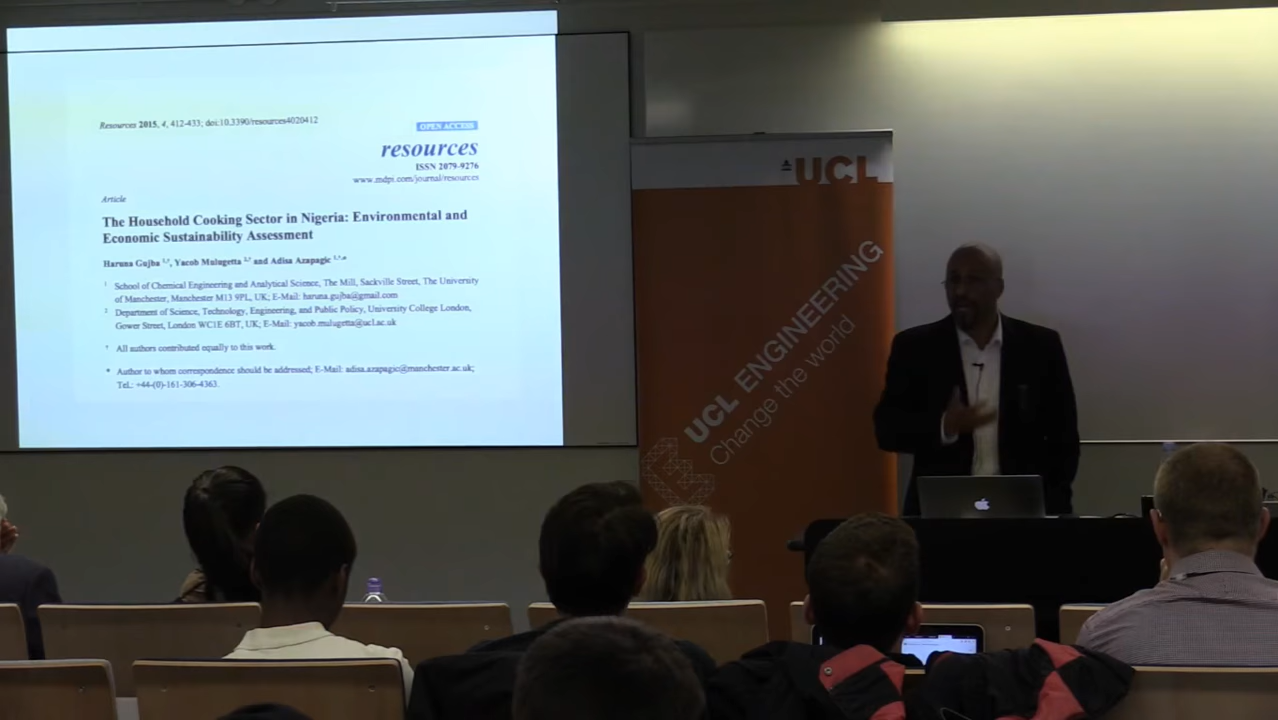 Resources 2015, 4, 412-433; doi:10.3390/resources4020412
OPEN ACCESS
resources
ISSN 2079-9276
www.mdpi.com/journal/resources
Article
The Household Cooking Sector in Nigeria: Environmental and
Economic Sustainability Assessment
Haruna Gujba 1,†, Yacob Mulugetta 2,† and Adisa Azapagic 1,†,*
1 School of Chemical Engineering and Analytical Science, The Mill, Sackville Street, The University
of Manchester, Manchester M13 9PL, UK; E-Mail: haruna.gujba@gmail.com
2 Department of Science, Technology, Engineering, and Public Policy, University College London,
Gower Street, London WC1E 6BT, UK; E-Mail: yacob.mulugetta@ucl.ac.uk
† All authors contributed equally to this work.
* Author to whom correspondence should be addressed; E-Mail: adisa.azapagic@manchester.ac.uk;
Tel.: +44-(0)-161-306-4363.
UCL
UCL ENGINEERING
Change the world